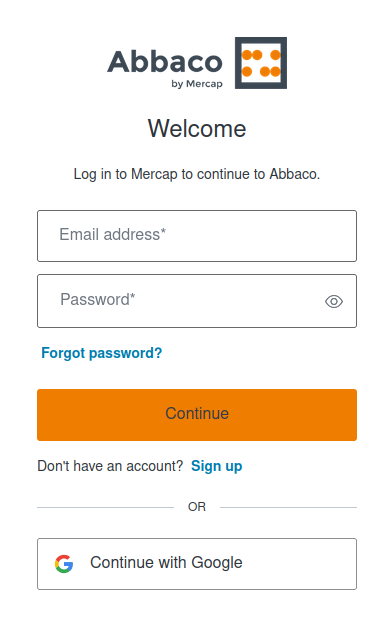 Abbaco
by Mercap
Welcome
Log in to Mercap to continue to Abbaco.
Email address*
Password*
Forgot password?
Continue
Don't have an account? Sign up
OR
Continue with Google